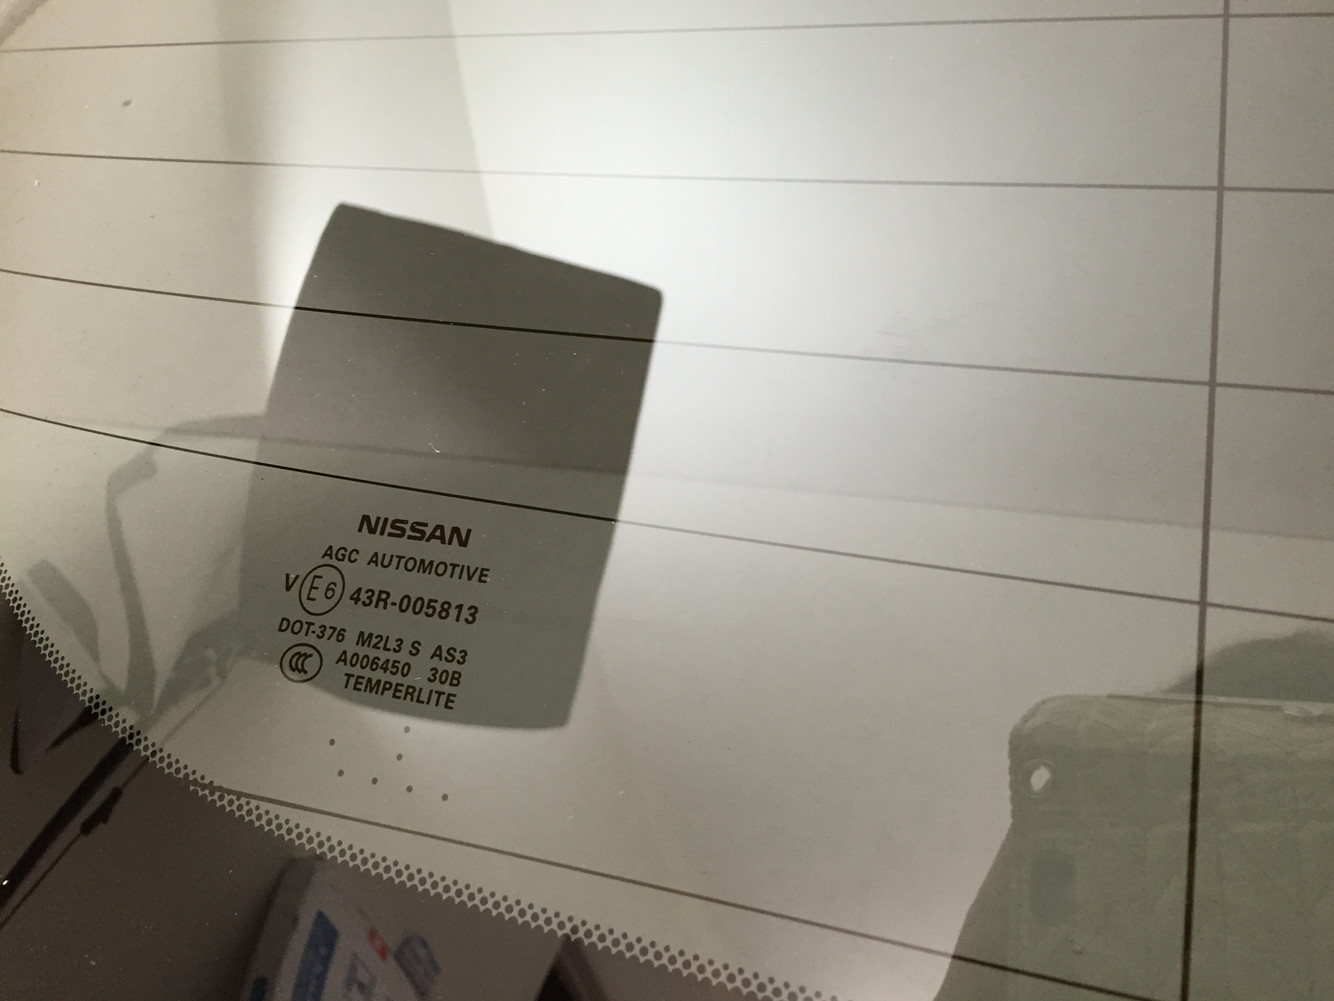 NISSAN
AGC AUTOMOTIVE
V E6 43R-005813
DOT-376 M2L3 S AS3
CCC A006450 30B
TEMPERLITE